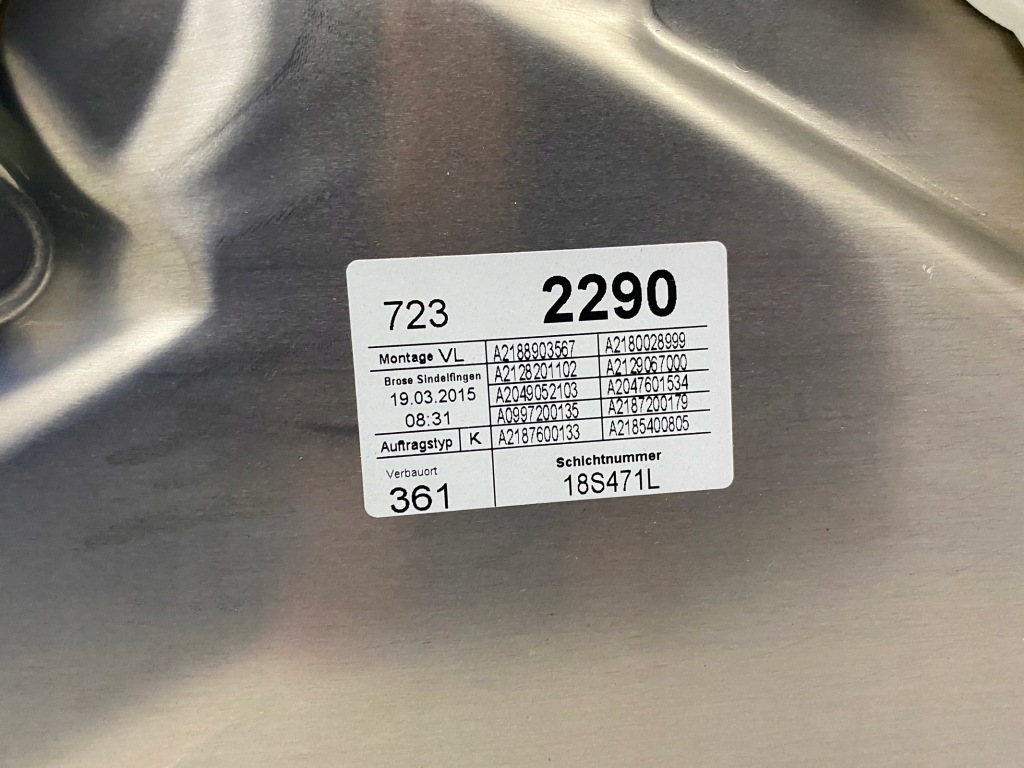 723 2290
Montage VL A2188903567 A2180028999
Brose Sindelfingen A2128201102 A2129067000
19.03.2015 A2049052103 A2047601534
08:31 A0997200135 A2187200179
Auftragstyp K A2187600133 A2185400805
Verbauort Schichtnummer
361 18S471L